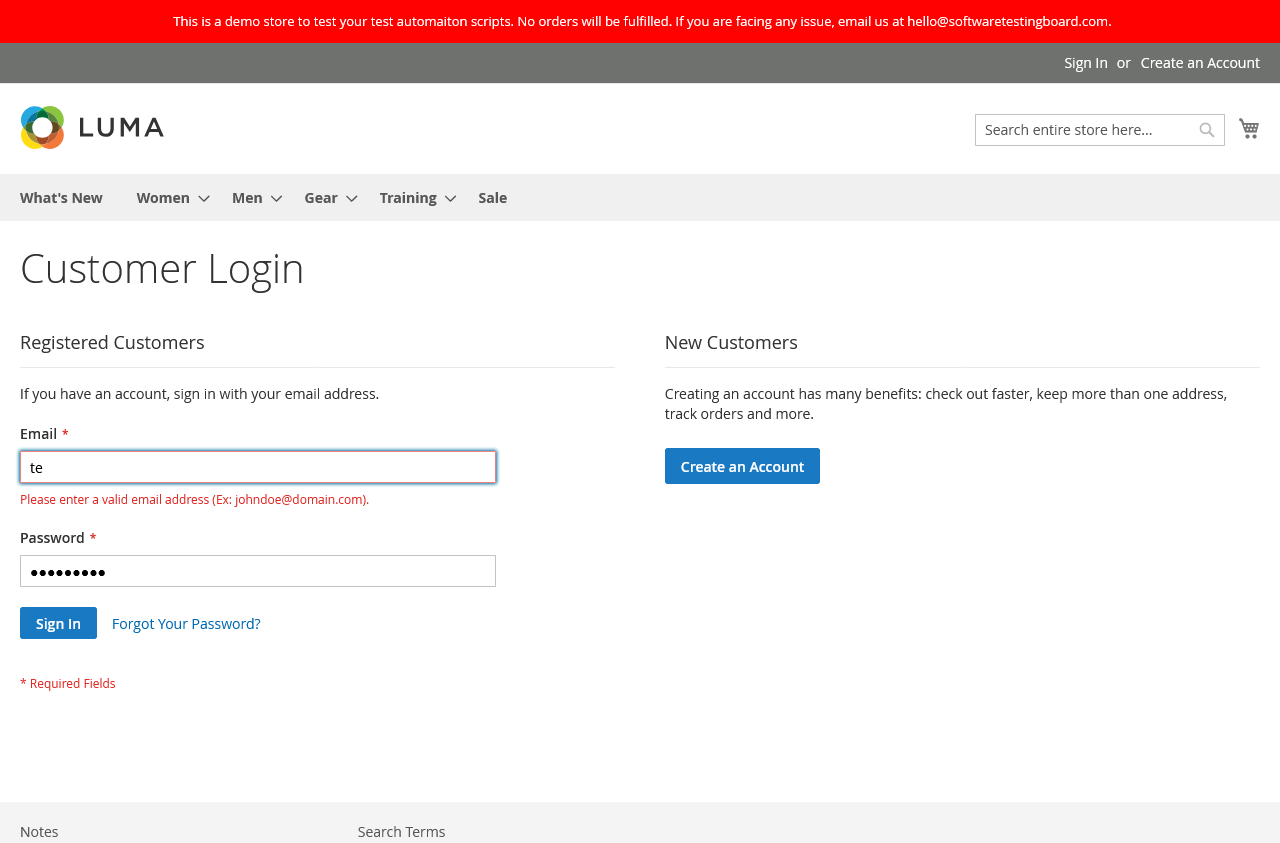 This is a demo store to test your test automaiton scripts. No orders will be fulfilled. If you are facing any issue, email us at hello@softwaretestingboard.com.
Sign In or Create an Account
LUMA
Search entire store here...
What's New Women Men Gear Training Sale
Customer Login
Registered Customers
If you have an account, sign in with your email address.
Email *
te
Please enter a valid email address (Ex: johndoe@domain.com).
Password *
●●●●●●●●●
Sign In Forgot Your Password?
* Required Fields
New Customers
Creating an account has many benefits: check out faster, keep more than one address,
track orders and more.
Create an Account
Notes
Search Terms